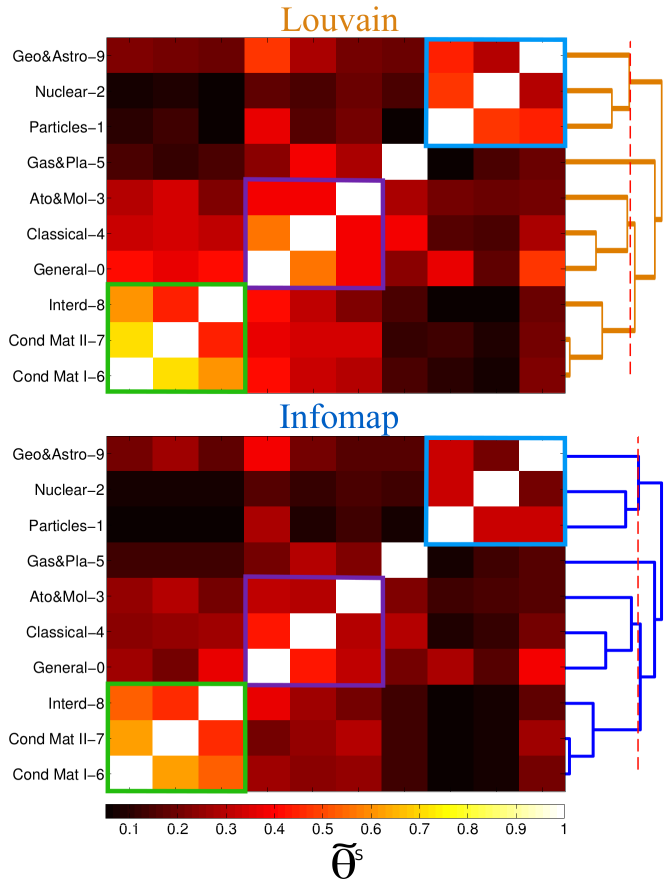 Louvain
Geo&Astro-9
Nuclear-2
Particles-1
Gas&Pla-5
Ato&Mol-3
Classical-4
General-0
Interd-8
Cond Mat II-7
Cond Mat I-6
Infomap
Geo&Astro-9
Nuclear-2
Particles-1
Gas&Pla-5
Ato&Mol-3
Classical-4
General-0
Interd-8
Cond Mat II-7
Cond Mat I-6
0.1 0.2 0.3 0.4 0.5 0.6 0.7 0.8 0.9 1
θ̃ˢ